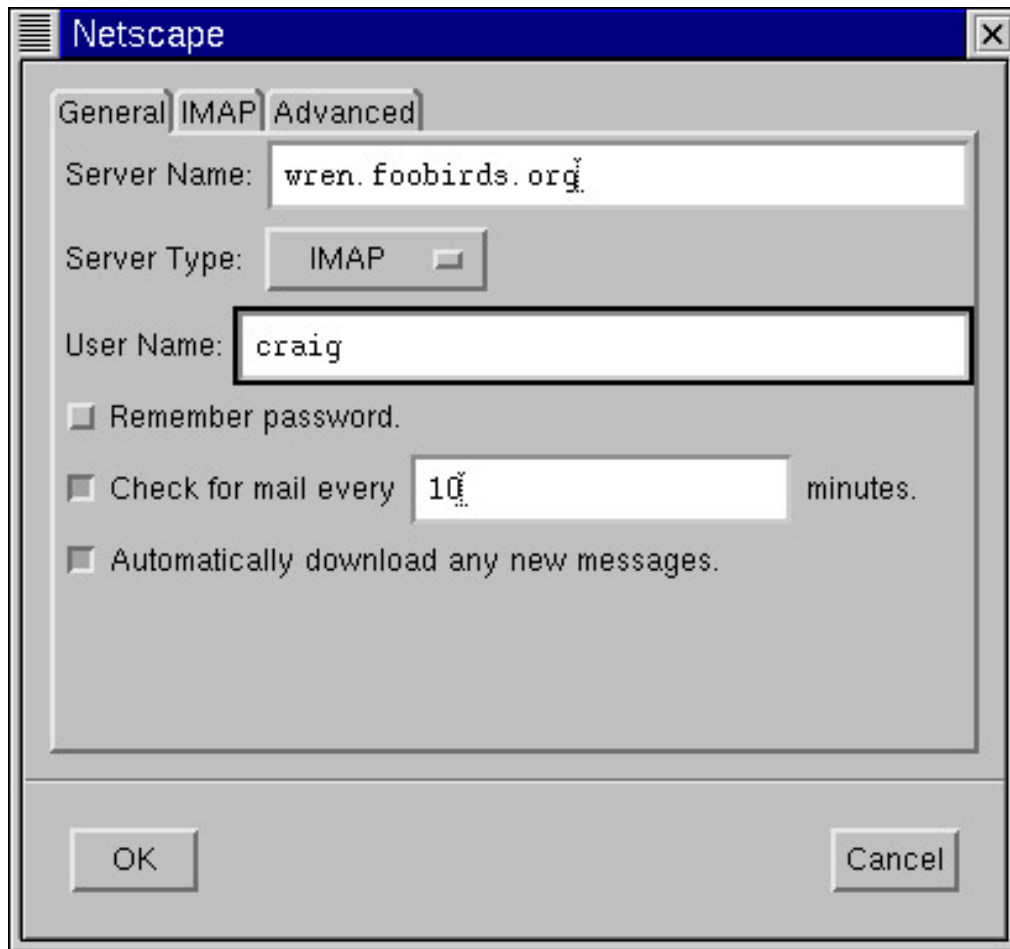 Netscape
General IMAP Advanced
Server Name: wren.foobirds.org
Server Type: IMAP
User Name: craig
Remember password.
Check for mail every 10 minutes.
Automatically download any new messages.
OK Cancel